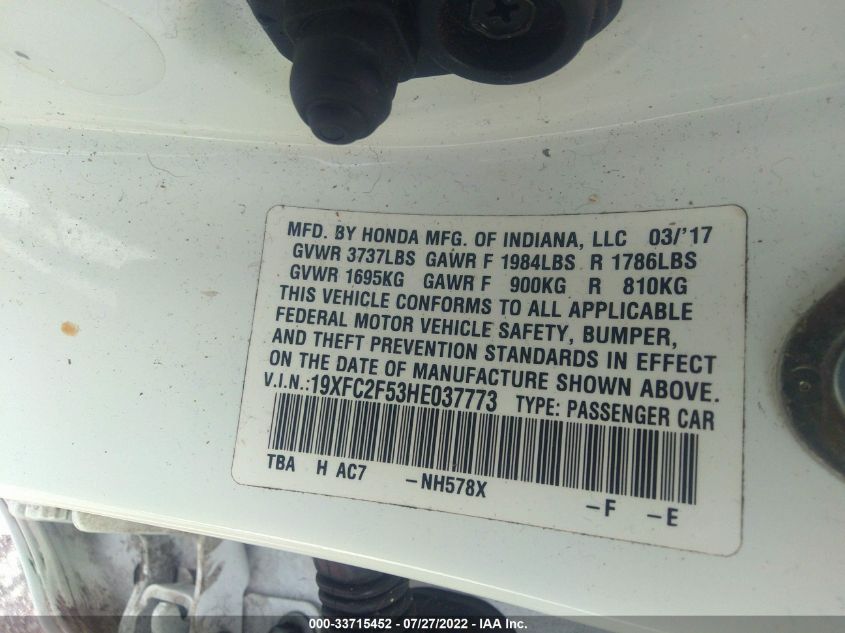 MFD. BY HONDA MFG. OF INDIANA, LLC 03/'17
GVWR 3737LBS GAWR F 1984LBS R 1786LBS
GVWR 1695KG GAWR F 900KG R 810KG
THIS VEHICLE CONFORMS TO ALL APPLICABLE
FEDERAL MOTOR VEHICLE SAFETY, BUMPER,
AND THEFT PREVENTION STANDARDS IN EFFECT
ON THE DATE OF MANUFACTURE SHOWN ABOVE.
V.I.N.:19XFC2F53HE037773 TYPE: PASSENGER CAR
TBA H AC7 -NH578X -F -E
000-33715452 - 07/27/2022 - IAA Inc.